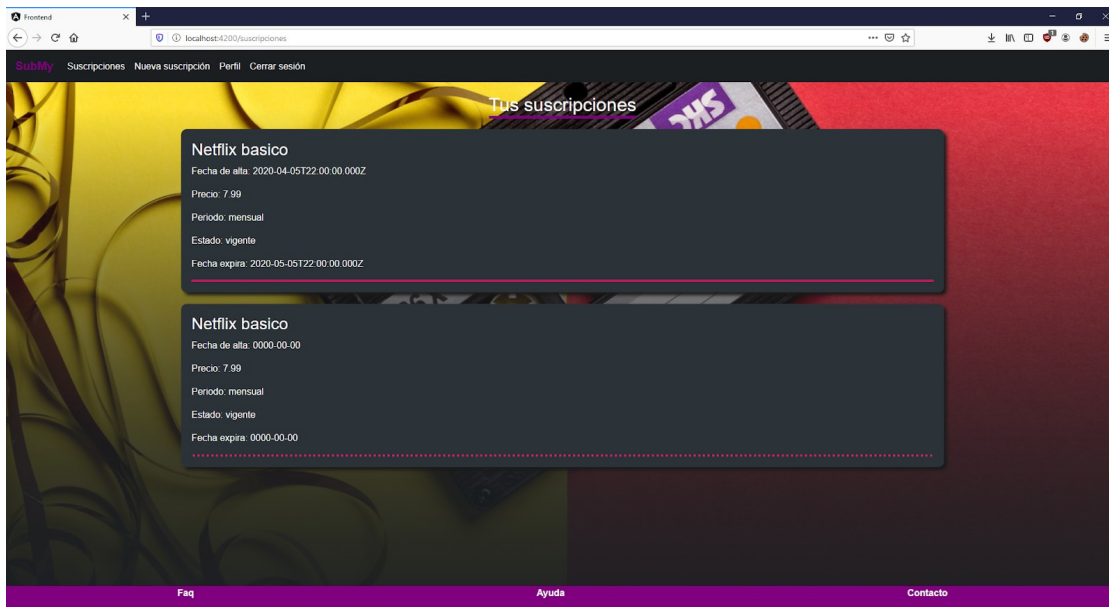 Frontend
localhost:4200/suscripciones
SubMy Suscripciones Nueva suscripción Perfil Cerrar sesión
Tus suscripciones
VHS
Netflix basico
Fecha de alta: 2020-04-05T22:00:00.000Z
Precio: 7.99
Periodo: mensual
Estado: vigente
Fecha expira: 2020-05-05T22:00:00.000Z
Netflix basico
Fecha de alta: 0000-00-00
Precio: 7.99
Periodo: mensual
Estado: vigente
Fecha expira: 0000-00-00
Faq Ayuda Contacto